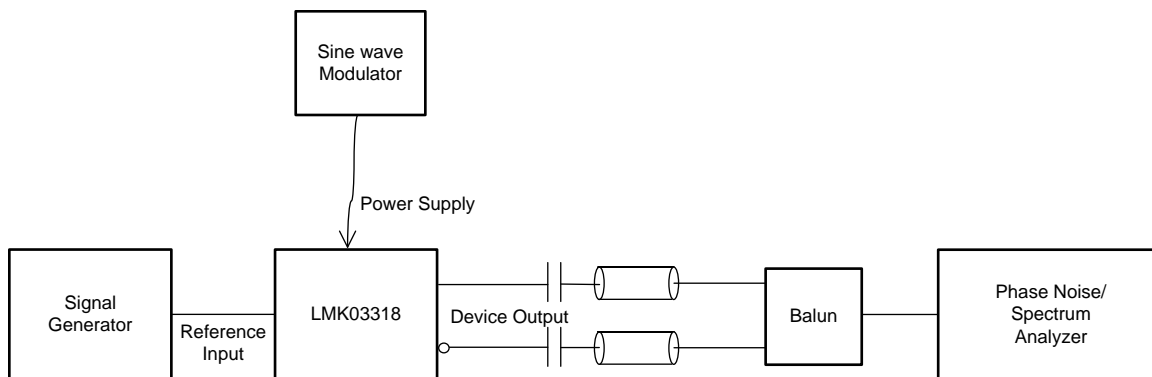 Sine wave
Modulator
Power Supply
Signal
Generator
Reference
Input
LMK03318
Device Output
Balun
Phase Noise/
Spectrum
Analyzer